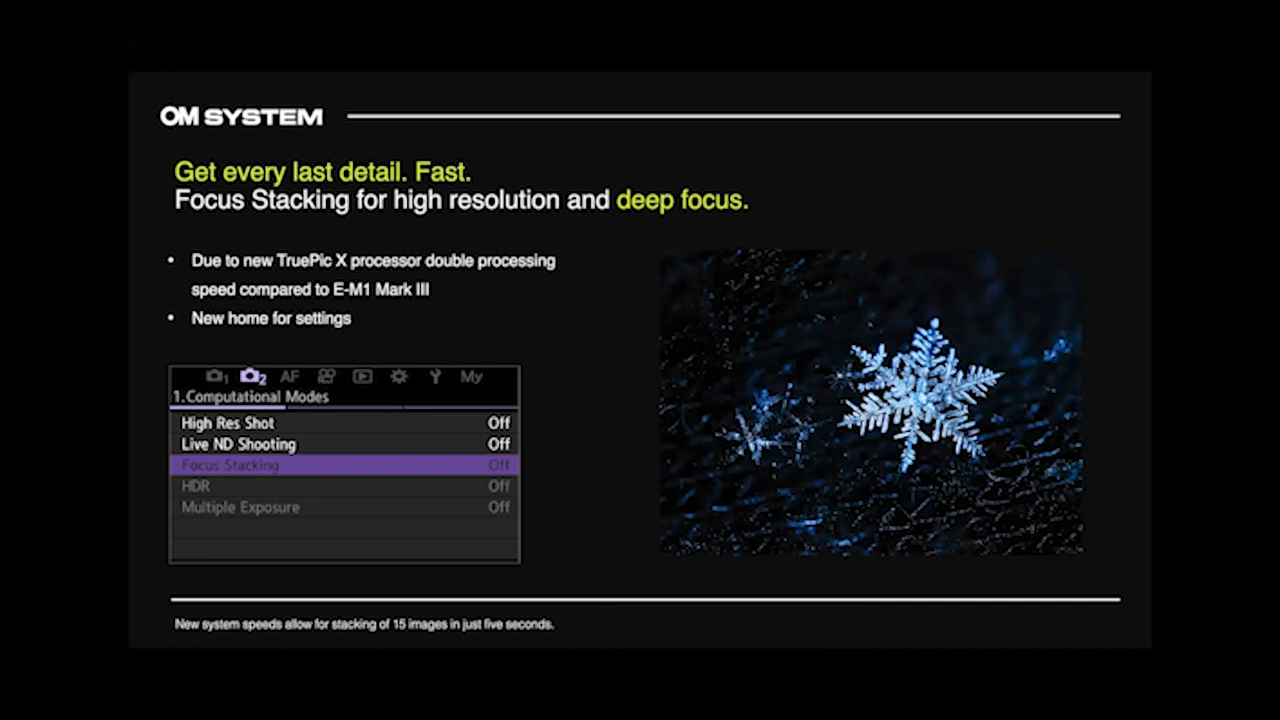 OM SYSTEM
Get every last detail. Fast.
Focus Stacking for high resolution and deep focus.
• Due to new TruePic X processor double processing
speed compared to E-M1 Mark III
• New home for settings
1 2 AF My
1.Computational Modes
High Res Shot Off
Live ND Shooting Off
Focus Stacking Off
HDR Off
Multiple Exposure Off
New system speeds allow for stacking of 15 images in just five seconds.